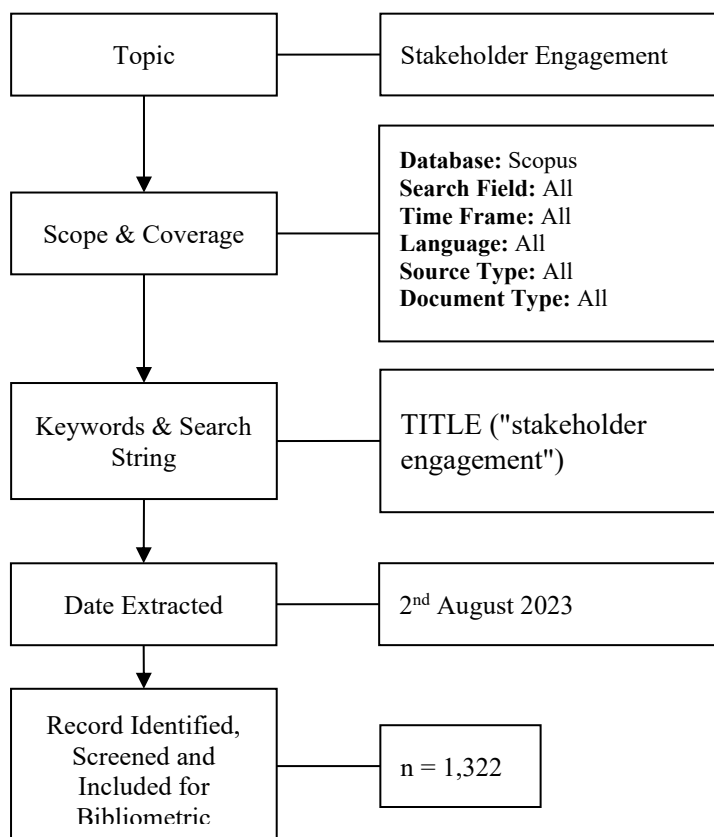 Topic
Stakeholder Engagement
Scope & Coverage
Database: Scopus
Search Field: All
Time Frame: All
Language: All
Source Type: All
Document Type: All
Keywords & Search
String
TITLE ("stakeholder
engagement")
Date Extracted
2nd August 2023
Record Identified,
Screened and
Included for
Bibliometric
n = 1,322